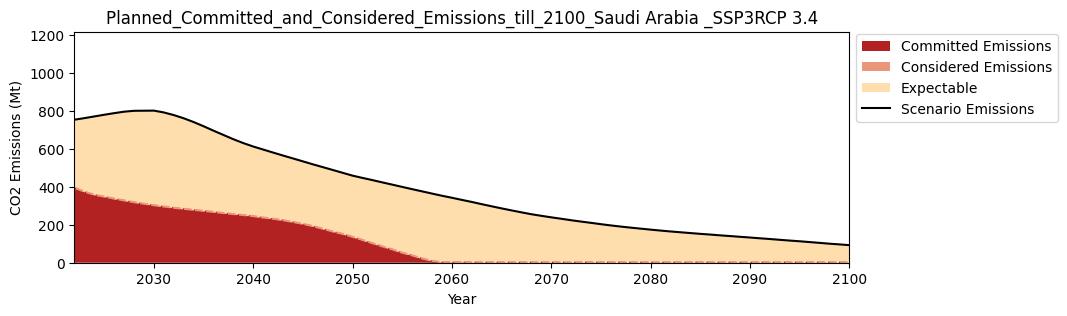 Planned_Committed_and_Considered_Emissions_till_2100_Saudi Arabia _SSP3RCP 3.4
1200
1000
800
600
400
200
0
CO2 Emissions (Mt)
2030
2040
2050
2060
2070
2080
2090
2100
Year
Committed Emissions
Considered Emissions
Expectable
Scenario Emissions